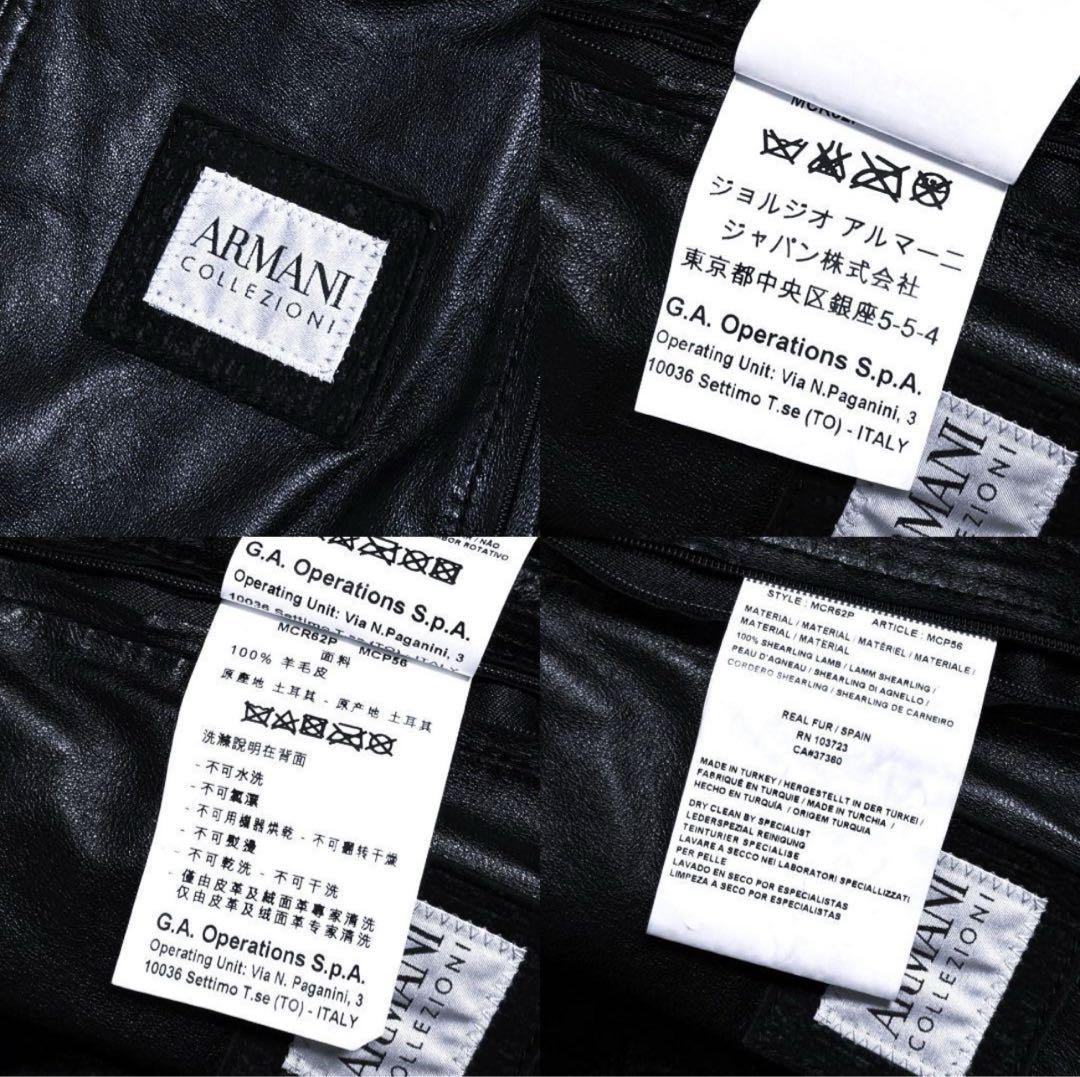 ARMANI
COLLEZIONI
ジョルジオ アルマーニ
ジャパン株式会社
東京都中央区銀座5-5-4
G.A. Operations S.p.A.
Operating Unit: Via N.Paganini, 3
10036 Settimo T.se (TO) - ITALY
MANI
ZIONI
/ NÃO
BOR ROTATIVO
G.A. Operations S.p.A.
Operating Unit: Via N.Paganini, 3
MCR62P MCP56
面料
100% 羊毛皮
原產地 土耳其 - 原产地 土耳其
洗滌說明在背面
- 不可水洗
- 不可氯漂
- 不可用機器烘乾 - 不可翻转干燥
- 不可熨燙
- 不可乾洗 - 不可干洗
- 僅由皮革及絨面革專家清洗
仅由皮革及绒面革专家清洗
G.A. Operations S.p.A.
Operating Unit: Via N. Paganini, 3
10036 Settimo T.se (TO) - ITALY
ARMANI
COLLEZIONI
STYLE : MCR62P ARTICLE : MCP56
MATERIAL / MATERIAL / MATÉRIEL / MATERIALE /
MATERIAL / MATERIAL
100% SHEARLING LAMB / LAMM SHEARLING /
PEAU D'AGNEAU / SHEARLING DI AGNELLO /
CORDERO SHEARLING / SHEARLING DE CARNEIRO
REAL FUR / SPAIN
RN 103723
CA#37360
MADE IN TURKEY / HERGESTELLT IN DER TURKEI /
FABRIQUÉ EN TURQUIE / MADE IN TURCHIA /
HECHO EN TURQUÍA / ORIGEM TURQUIA
DRY CLEAN BY SPECIALIST
LEDERSPEZIAL REINIGUNG
TEINTURIER SPECIALISE
LAVARE A SECCO NEI LABORATORI SPECIALIZZATI
PER PELLE
LAVADO EN SECO POR ESPECIALISTAS
LIMPEZA A SECO POR ESPECIALISTAS
ARMANI
COLLEZIONI